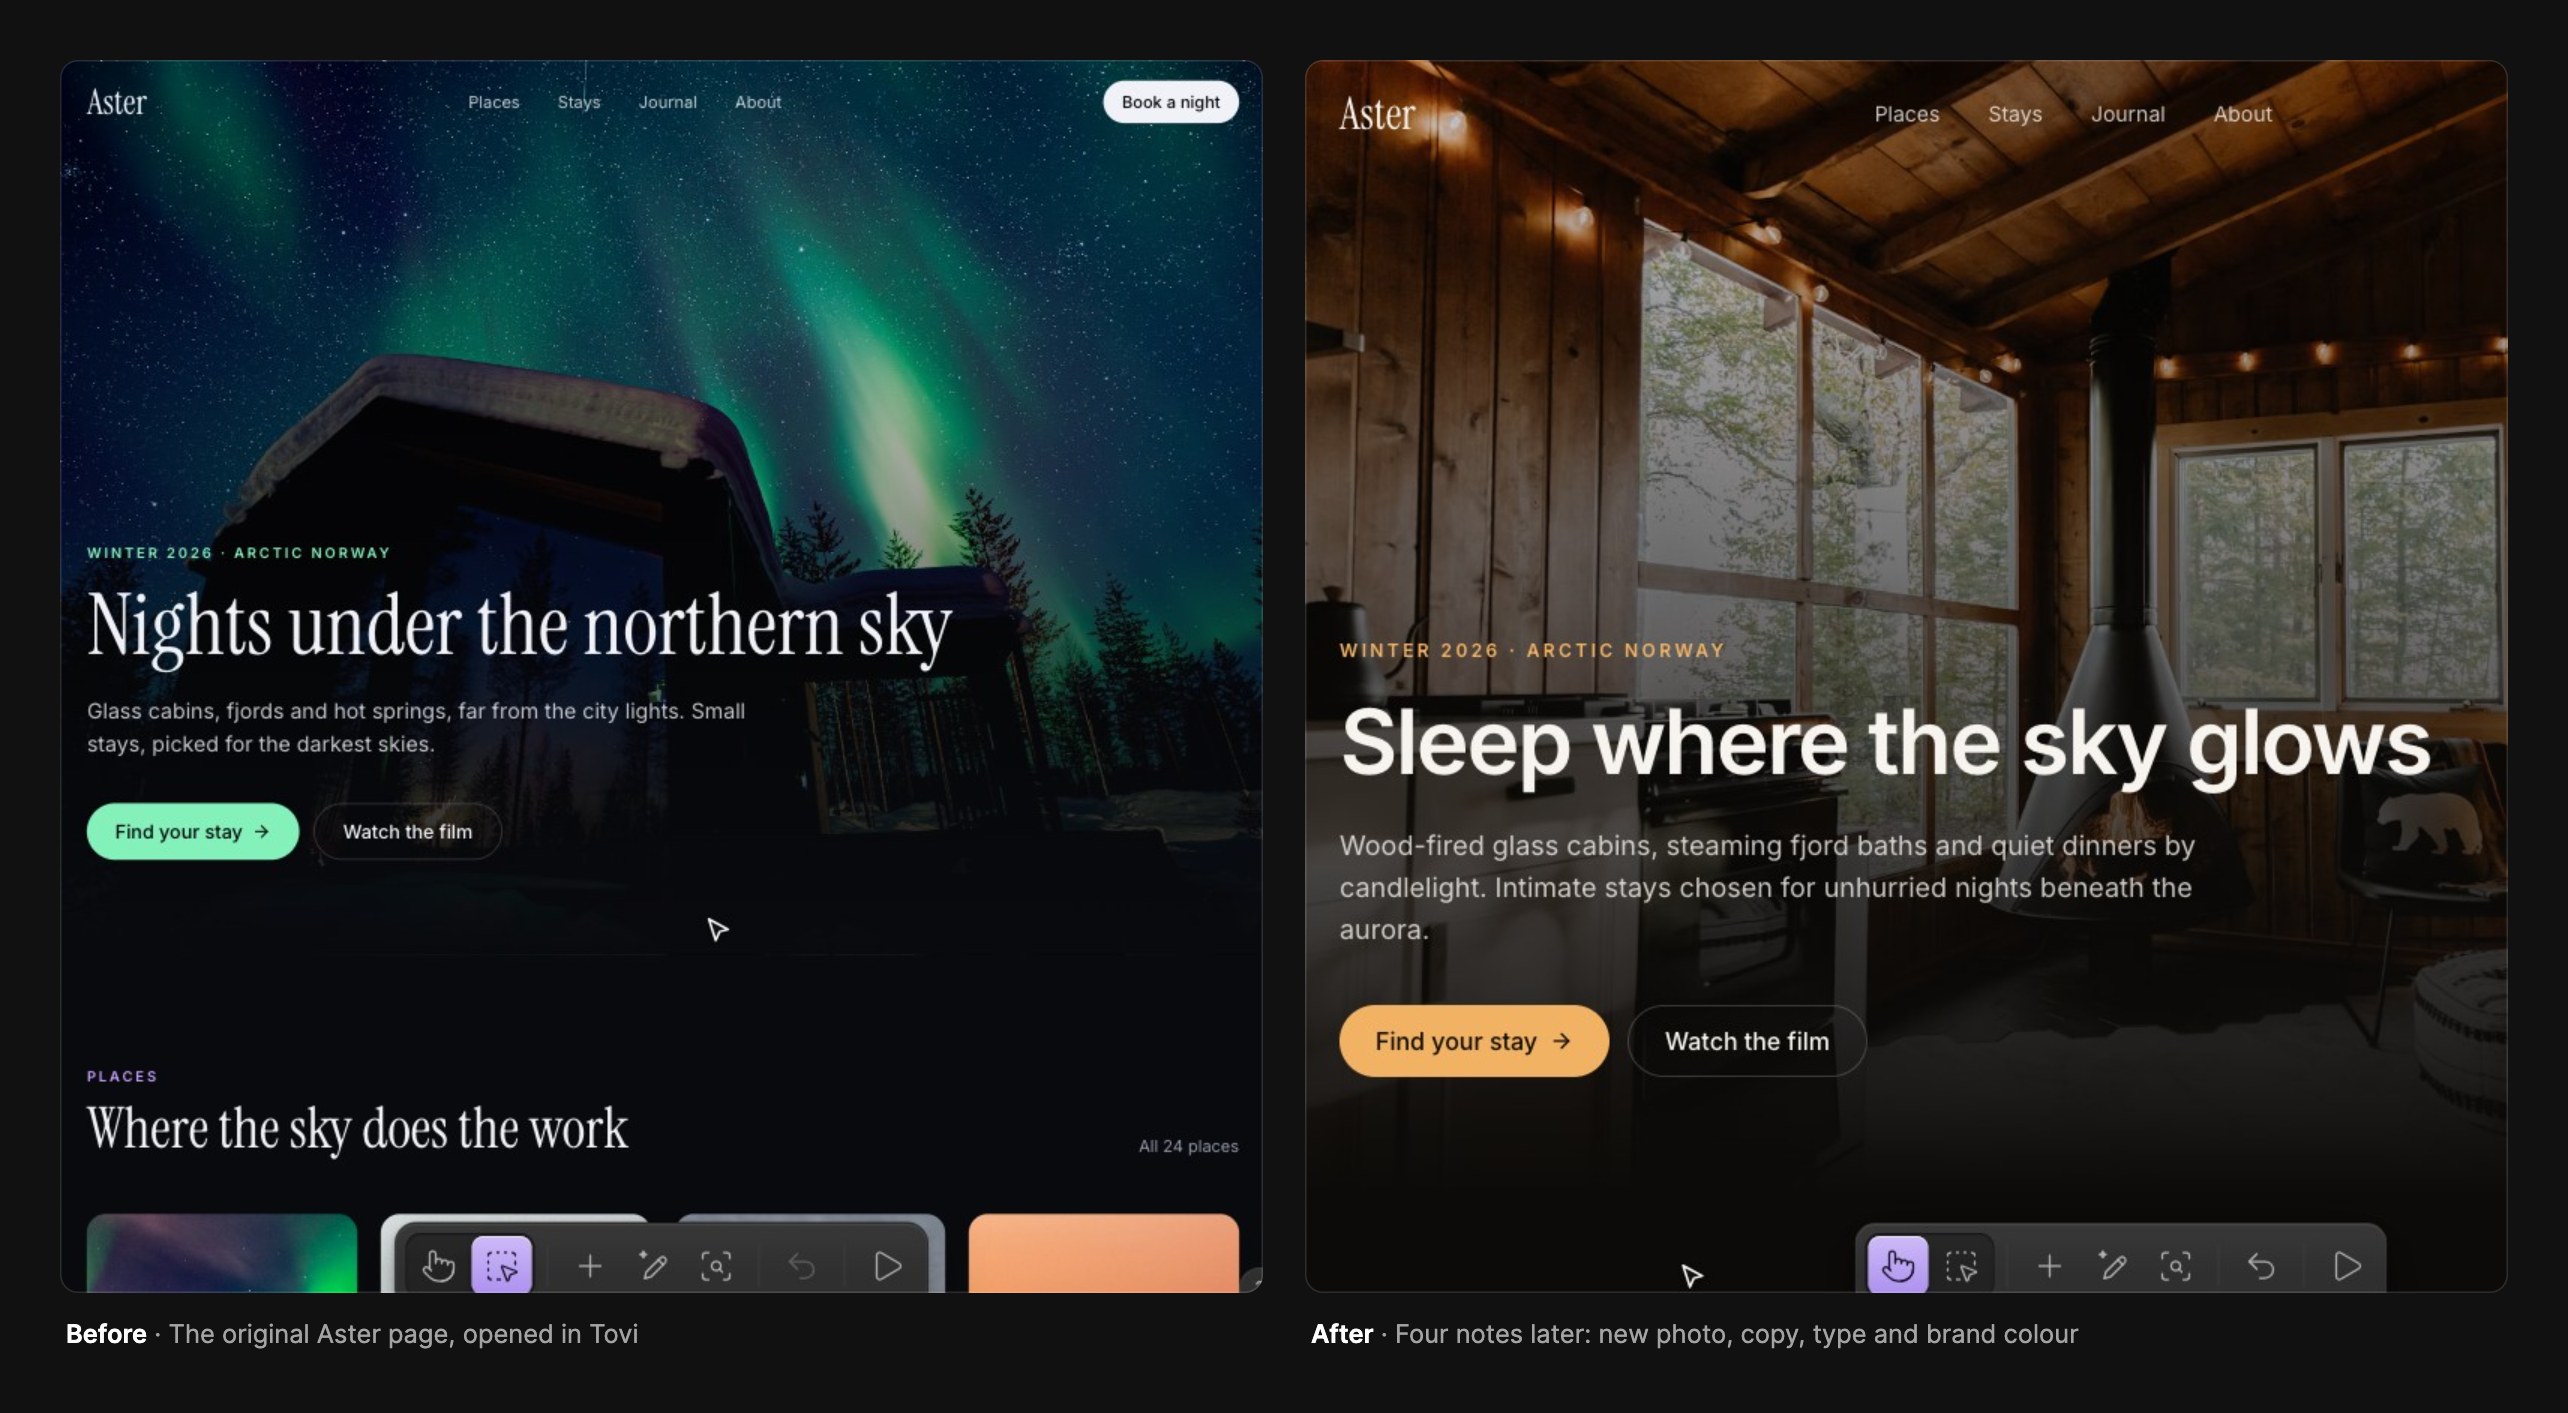 Aster
Places
Stays
Journal
About
Book a night
WINTER 2026 · ARCTIC NORWAY
Nights under the northern sky
Glass cabins, fjords and hot springs, far from the city lights. Small
stays, picked for the darkest skies.
Find your stay →
Watch the film
PLACES
Where the sky does the work
All 24 places
Before · The original Aster page, opened in Tovi
Aster
Places
Stays
Journal
About
WINTER 2026 · ARCTIC NORWAY
Sleep where the sky glows
Wood-fired glass cabins, steaming fjord baths and quiet dinners by
candlelight. Intimate stays chosen for unhurried nights beneath the
aurora.
Find your stay →
Watch the film
After · Four notes later: new photo, copy, type and brand colour